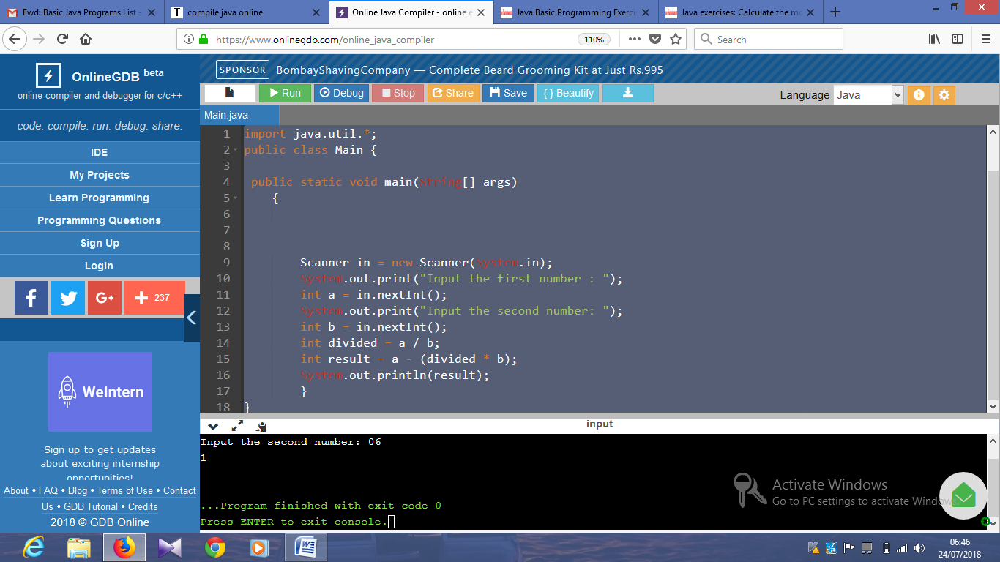 Fwd: Basic Java Programs List -
compile java online
Online Java Compiler - online e
Java Basic Programming Exerci
Java exercises: Calculate the mo
https://www.onlinegdb.com/online_java_compiler
110%
Search
OnlineGDB beta
online compiler and debugger for c/c++
code. compile. run. debug. share.
IDE
My Projects
Learn Programming
Programming Questions
Sign Up
Login
237
WeIntern
Sign up to get updates
about exciting internship
opportunities!
About • FAQ • Blog • Terms of Use • Contact
Us • GDB Tutorial • Credits
2018 © GDB Online
SPONSOR BombayShavingCompany — Complete Beard Grooming Kit at Just Rs.995
Run Debug Stop Share Save { } Beautify
Language Java
Main.java
1 import java.util.*;
2 public class Main {
3
4 public static void main(String[] args)
5 {
6
7
8
9 Scanner in = new Scanner(System.in);
10 System.out.print("Input the first number : ");
11 int a = in.nextInt();
12 System.out.print("Input the second number: ");
13 int b = in.nextInt();
14 int divided = a / b;
15 int result = a - (divided * b);
16 System.out.println(result);
17 }
18 }
input
Input the second number: 06
1
...Program finished with exit code 0
Press ENTER to exit console.
Activate Windows
Go to PC settings to activate Windows.
06:46
24/07/2018